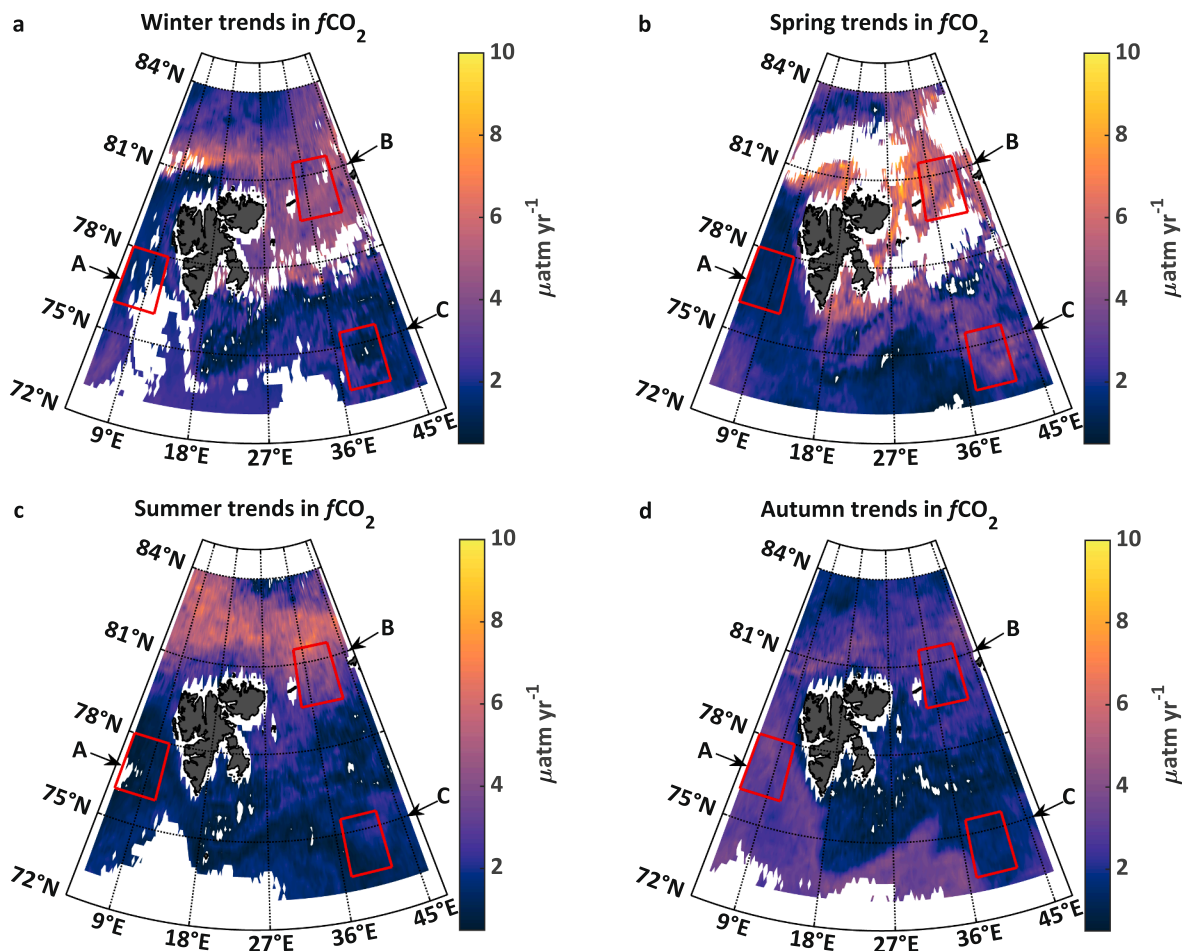 a
Winter trends in fCO₂
84°N
81°N
78°N
75°N
72°N
9°E
18°E
27°E
36°E
45°E
A
B
C
10
8
6
4
2
μatm yr⁻¹
b
Spring trends in fCO₂
84°N
81°N
78°N
75°N
72°N
9°E
18°E
27°E
36°E
45°E
A
B
C
10
8
6
4
2
μatm yr⁻¹
c
Summer trends in fCO₂
84°N
81°N
78°N
75°N
72°N
9°E
18°E
27°E
36°E
45°E
A
B
C
10
8
6
4
2
μatm yr⁻¹
d
Autumn trends in fCO₂
84°N
81°N
78°N
75°N
72°N
9°E
18°E
27°E
36°E
45°E
A
B
C
10
8
6
4
2
μatm yr⁻¹